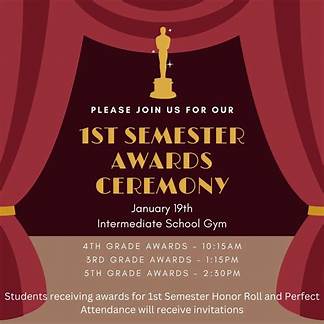 PLEASE JOIN US FOR OUR
1ST SEMESTER
AWARDS
CEREMONY
January 19th
Intermediate School Gym
4TH GRADE AWARDS - 10:15AM
3RD GRADE AWARDS - 1:15PM
5TH GRADE AWARDS - 2:30PM
Students receiving awards for 1st Semester Honor Roll and Perfect
Attendance will receive invitations